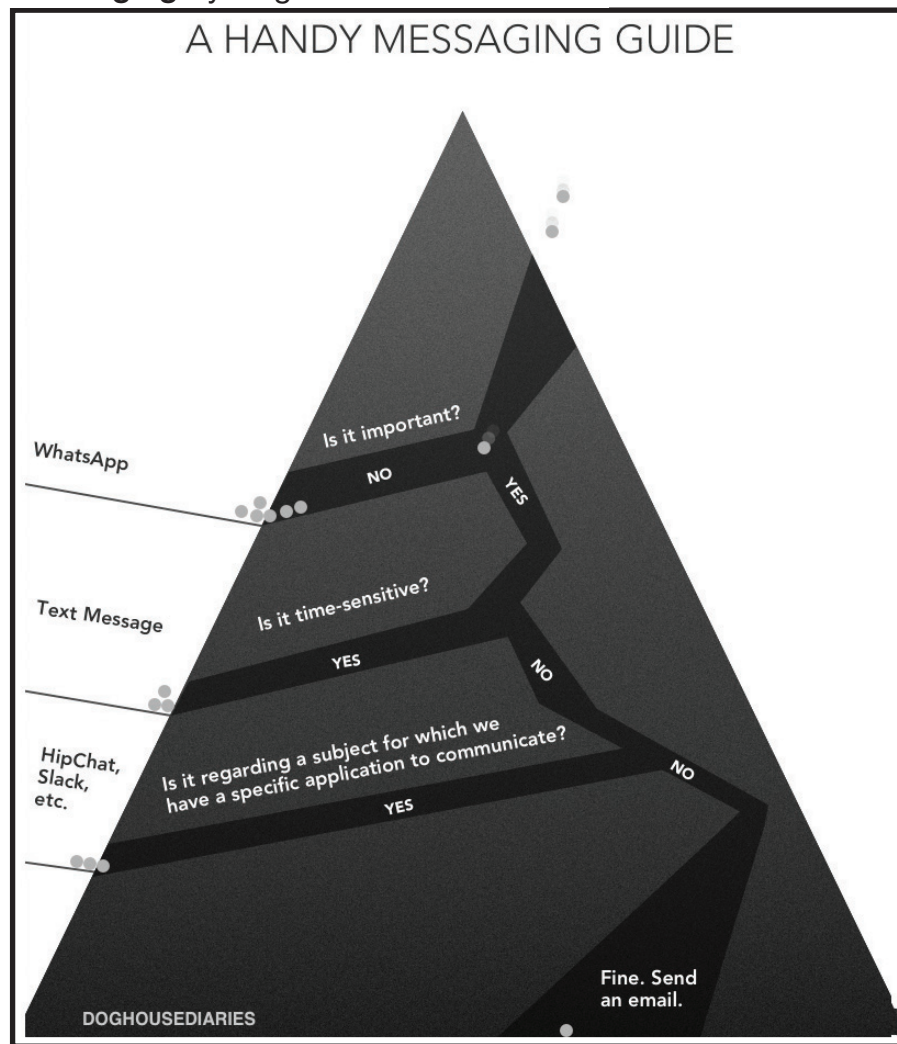 A HANDY MESSAGING GUIDE
Is it important?
WhatsApp
NO
YES
Is it time-sensitive?
Text Message
YES
NO
Is it regarding a subject for which we
have a specific application to communicate?
HipChat,
Slack,
etc.
YES
NO
Fine. Send
an email.
DOGHOUSEDIARIES